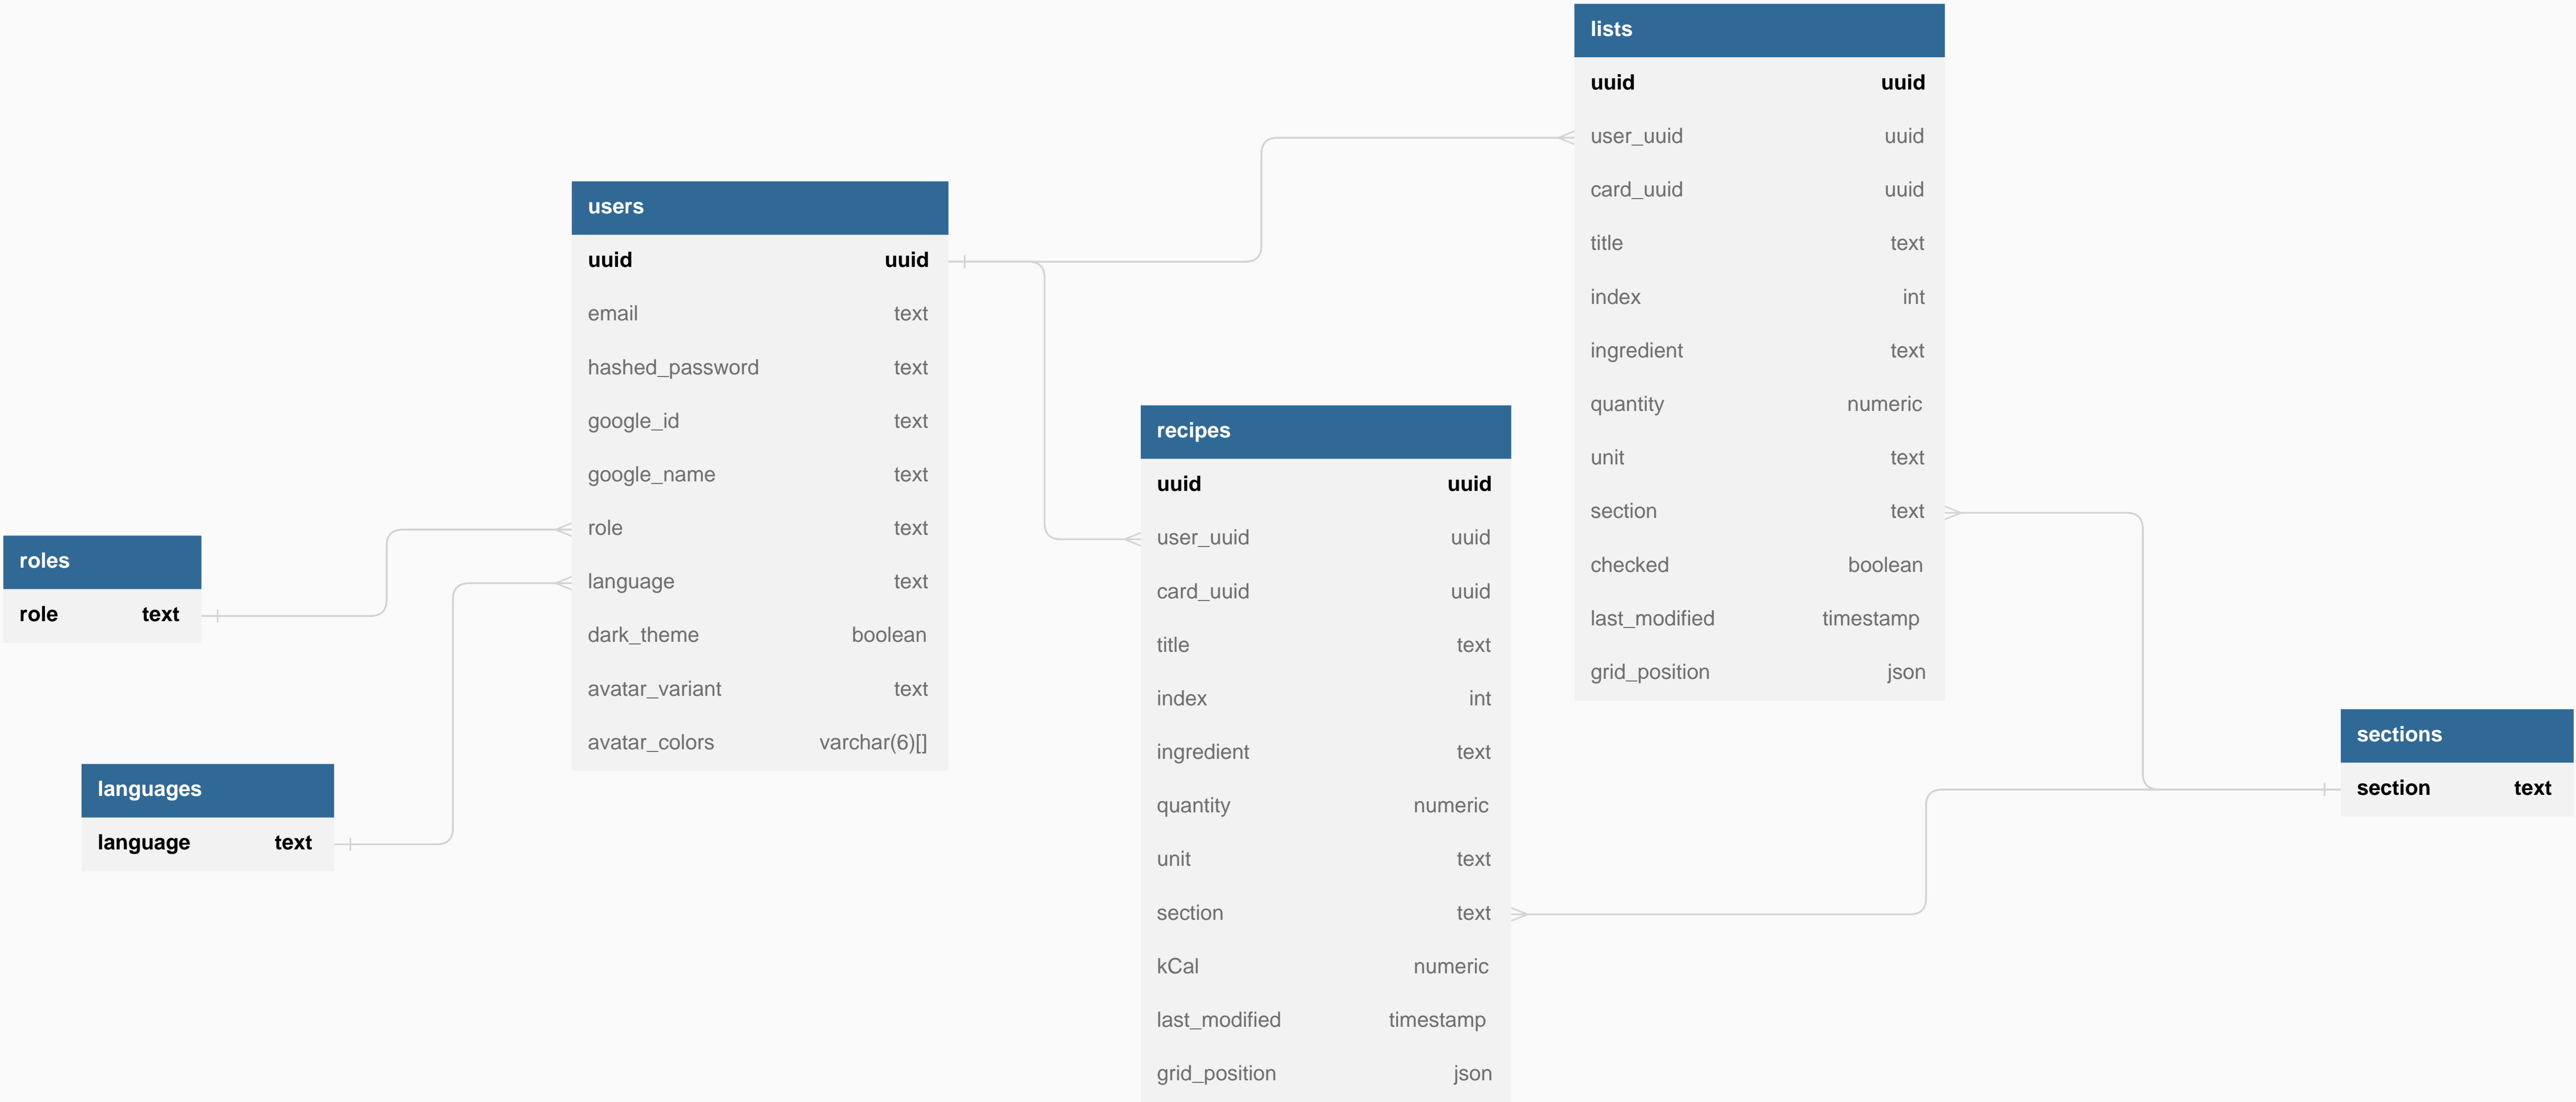 lists
uuid uuid
user_uuid uuid
card_uuid uuid
title text
index int
ingredient text
quantity numeric
unit text
section text
checked boolean
last_modified timestamp
grid_position json
users
uuid uuid
email text
hashed_password text
google_id text
google_name text
role text
language text
dark_theme boolean
avatar_variant text
avatar_colors varchar(6)[]
recipes
uuid uuid
user_uuid uuid
card_uuid uuid
title text
index int
ingredient text
quantity numeric
unit text
section text
kCal numeric
last_modified timestamp
grid_position json
roles
role text
languages
language text
sections
section text